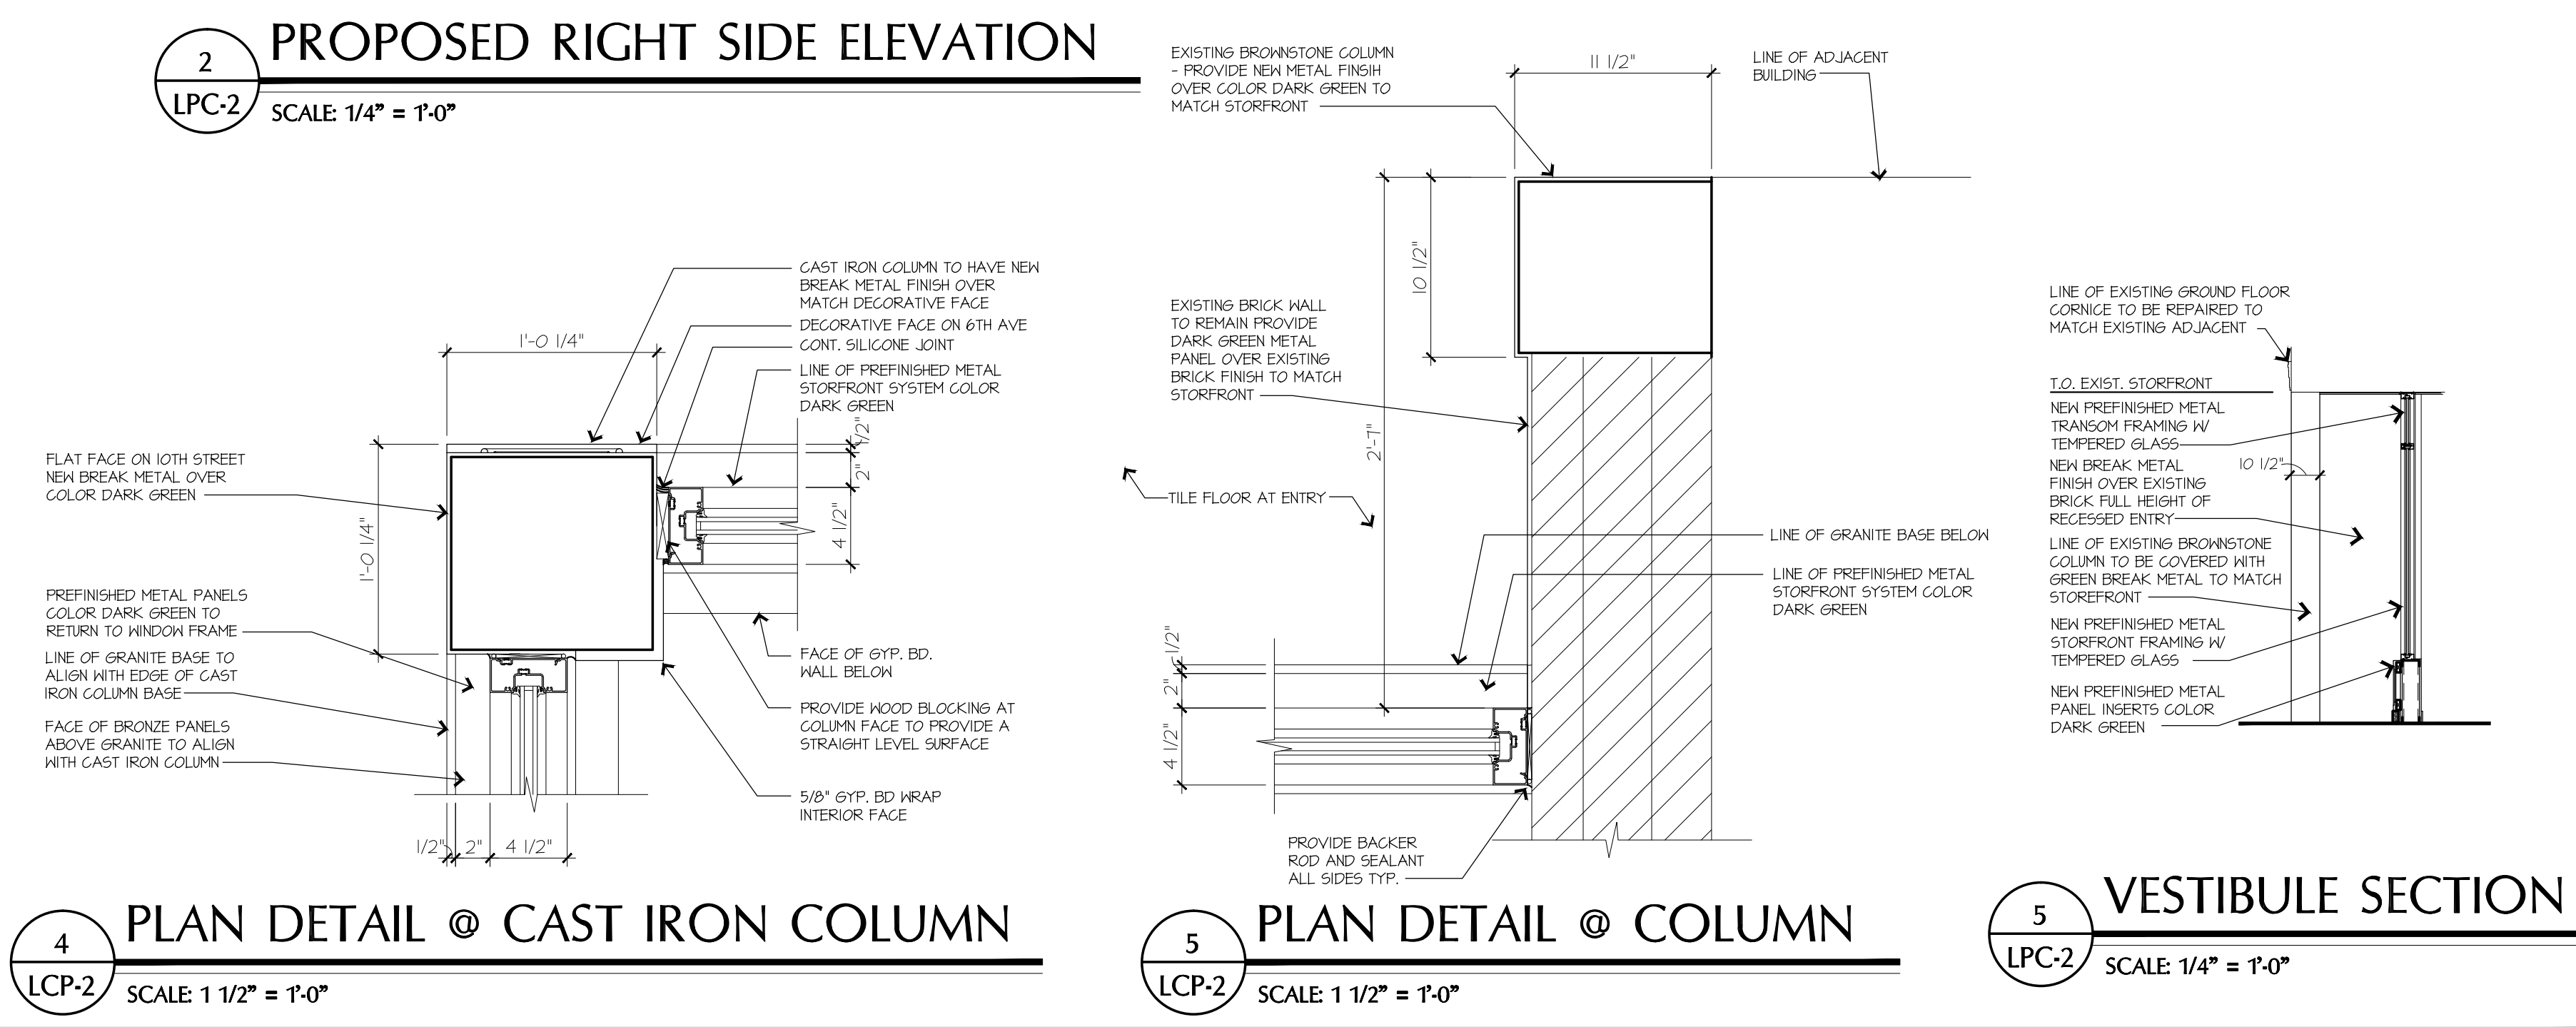 2
LPC-2
PROPOSED RIGHT SIDE ELEVATION
SCALE: 1/4" = 1'-0"
CAST IRON COLUMN TO HAVE NEW
BREAK METAL FINISH OVER
MATCH DECORATIVE FACE
DECORATIVE FACE ON 6TH AVE
CONT. SILICONE JOINT
LINE OF PREFINISHED METAL
STORFRONT SYSTEM COLOR
DARK GREEN
1'-0 1/4"
1/2"
2"
4 1/2"
1'-0 1/4"
FLAT FACE ON 10TH STREET
NEW BREAK METAL OVER
COLOR DARK GREEN
PREFINISHED METAL PANELS
COLOR DARK GREEN TO
RETURN TO WINDOW FRAME
LINE OF GRANITE BASE TO
ALIGN WITH EDGE OF CAST
IRON COLUMN BASE
FACE OF BRONZE PANELS
ABOVE GRANITE TO ALIGN
WITH CAST IRON COLUMN
FACE OF GYP. BD.
WALL BELOW
PROVIDE WOOD BLOCKING AT
COLUMN FACE TO PROVIDE A
STRAIGHT LEVEL SURFACE
5/8" GYP. BD WRAP
INTERIOR FACE
1/2"
2"
4 1/2"
4
LCP-2
PLAN DETAIL @ CAST IRON COLUMN
SCALE: 1 1/2" = 1'-0"
EXISTING BROWNSTONE COLUMN
- PROVIDE NEW METAL FINSIH
OVER COLOR DARK GREEN TO
MATCH STORFRONT
11 1/2"
LINE OF ADJACENT
BUILDING
10 1/2"
2'-7"
EXISTING BRICK WALL
TO REMAIN PROVIDE
DARK GREEN METAL
PANEL OVER EXISTING
BRICK FINISH TO MATCH
STORFRONT
TILE FLOOR AT ENTRY
LINE OF GRANITE BASE BELOW
LINE OF PREFINISHED METAL
STORFRONT SYSTEM COLOR
DARK GREEN
1/2"
2"
4 1/2"
PROVIDE BACKER
ROD AND SEALANT
ALL SIDES TYP.
5
LCP-2
PLAN DETAIL @ COLUMN
SCALE: 1 1/2" = 1'-0"
LINE OF EXISTING GROUND FLOOR
CORNICE TO BE REPAIRED TO
MATCH EXISTING ADJACENT
T.O. EXIST. STORFRONT
NEW PREFINISHED METAL
TRANSOM FRAMING W/
TEMPERED GLASS
10 1/2"
NEW BREAK METAL
FINISH OVER EXISTING
BRICK FULL HEIGHT OF
RECESSED ENTRY
LINE OF EXISTING BROWNSTONE
COLUMN TO BE COVERED WITH
GREEN BREAK METAL TO MATCH
STOREFRONT
NEW PREFINISHED METAL
STORFRONT FRAMING W/
TEMPERED GLASS
NEW PREFINISHED METAL
PANEL INSERTS COLOR
DARK GREEN
5
LPC-2
VESTIBULE SECTION
SCALE: 1/4" = 1'-0"